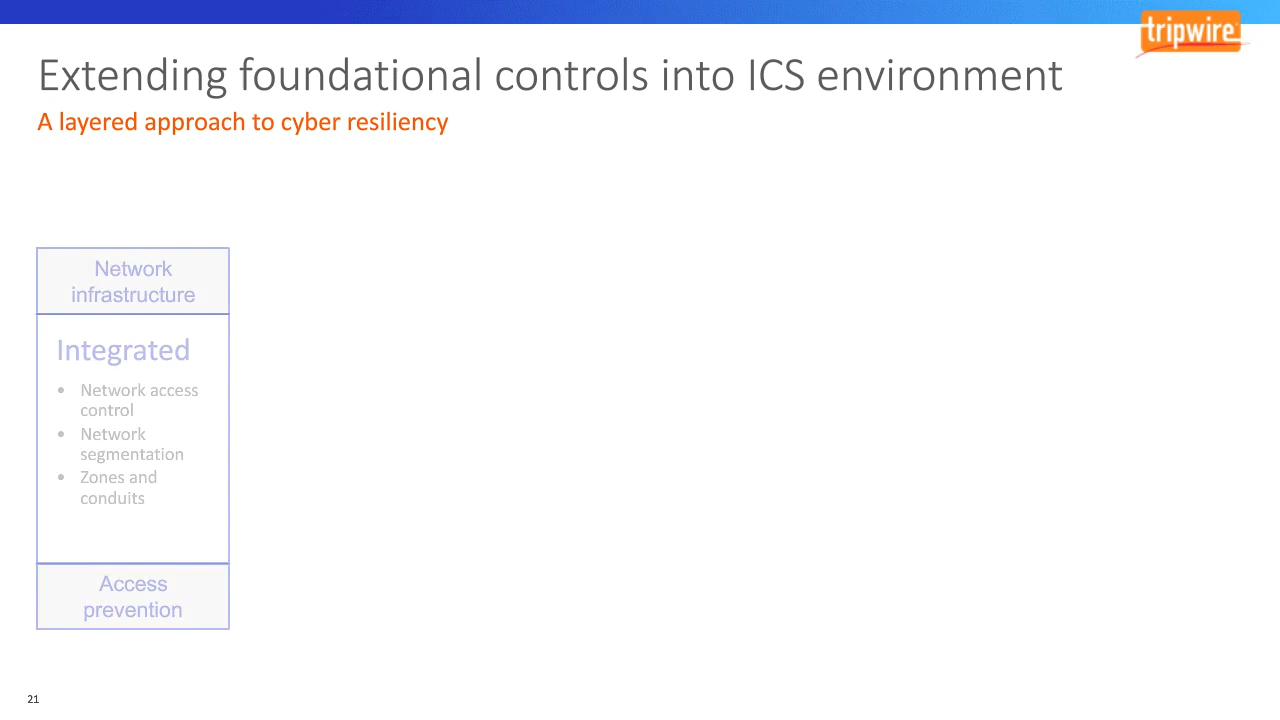 tripwire
Extending foundational controls into ICS environment
A layered approach to cyber resiliency
Network
infrastructure
Integrated
• Network access
control
• Network
segmentation
• Zones and
conduits
Access
prevention
21